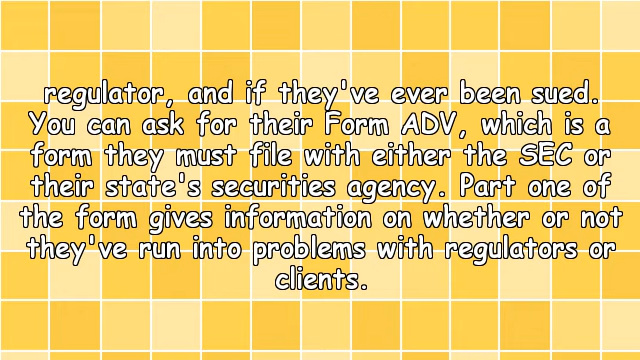 regulator, and if they've ever been sued.
You can ask for their Form ADV, which is a
form they must file with either the SEC or
their state's securities agency. Part one of
the form gives information on whether or not
they've run into problems with regulators or
clients.